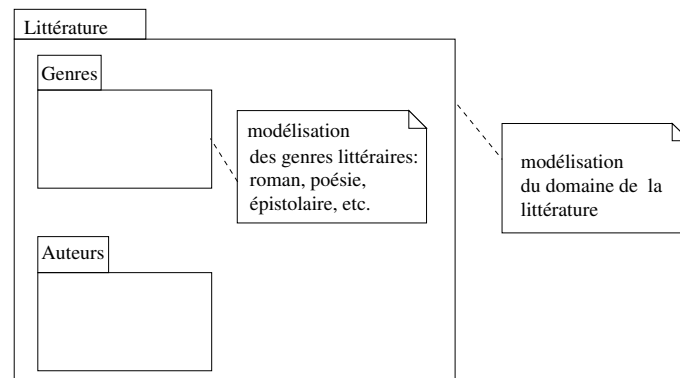 Littérature
Genres
modélisation
des genres littéraires:
roman, poésie,
épistolaire, etc.
modélisation
du domaine de la
littérature
Auteurs